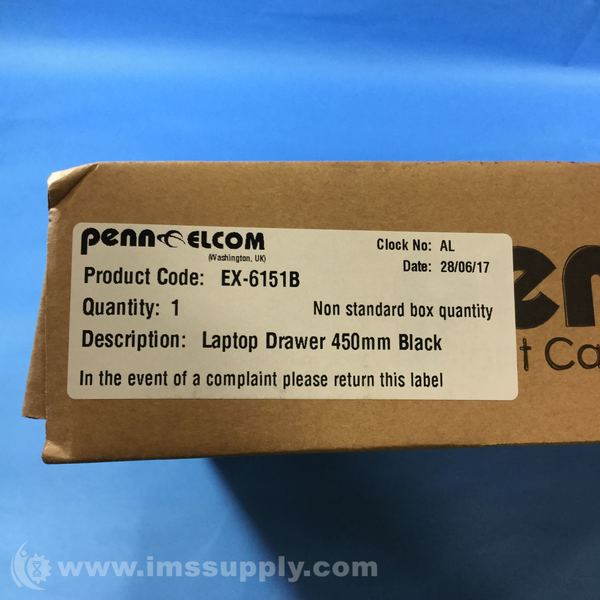 penn ELCOM
(Washington, UK)
Clock No: AL
Date: 28/06/17
Product Code: EX-6151B
Quantity: 1 Non standard box quantity
Description: Laptop Drawer 450mm Black
In the event of a complaint please return this label
en
t Ca
www.imssupply.com